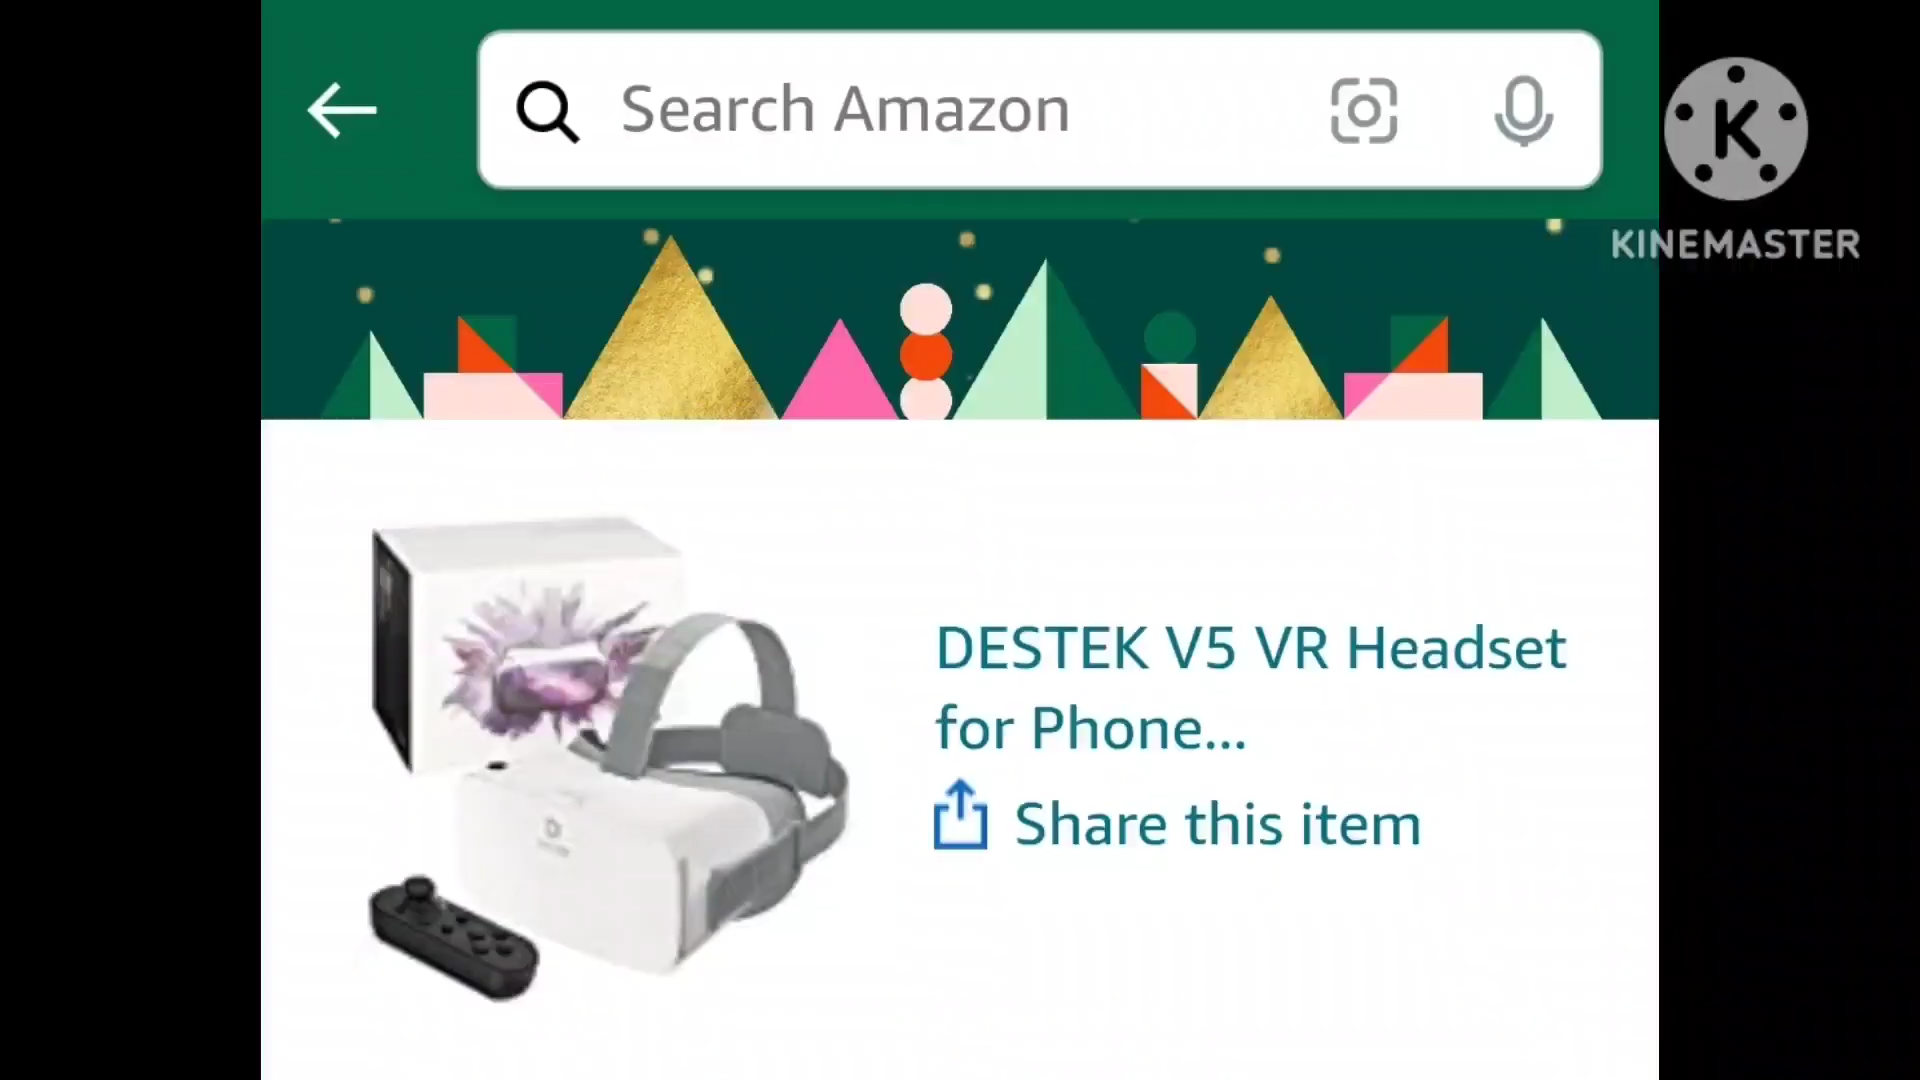 Search Amazon
K
KINEMASTER
DESTEK V5 VR Headset
for Phone...
Share this item